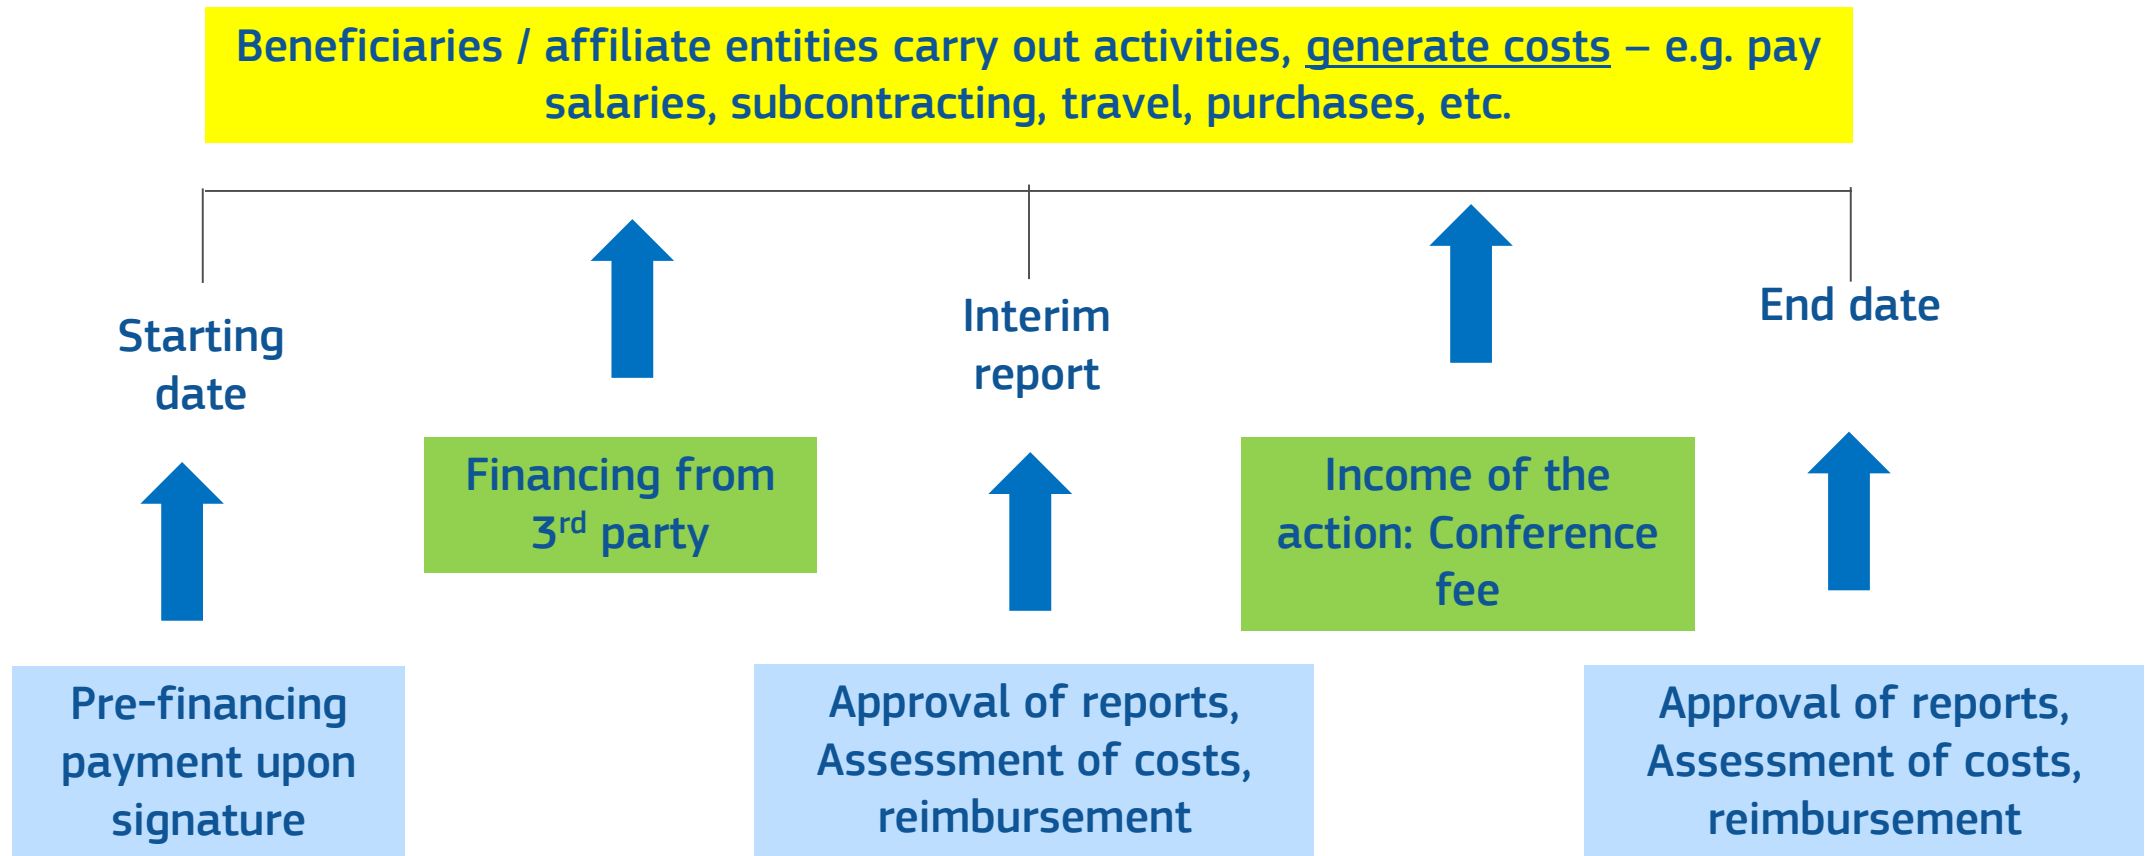 Beneficiaries / affiliate entities carry out activities, generate costs – e.g. pay
salaries, subcontracting, travel, purchases, etc.
Starting
date
Interim
report
End date
Financing from
3rd party
Income of the
action: Conference
fee
Pre-financing
payment upon
signature
Approval of reports,
Assessment of costs,
reimbursement
Approval of reports,
Assessment of costs,
reimbursement